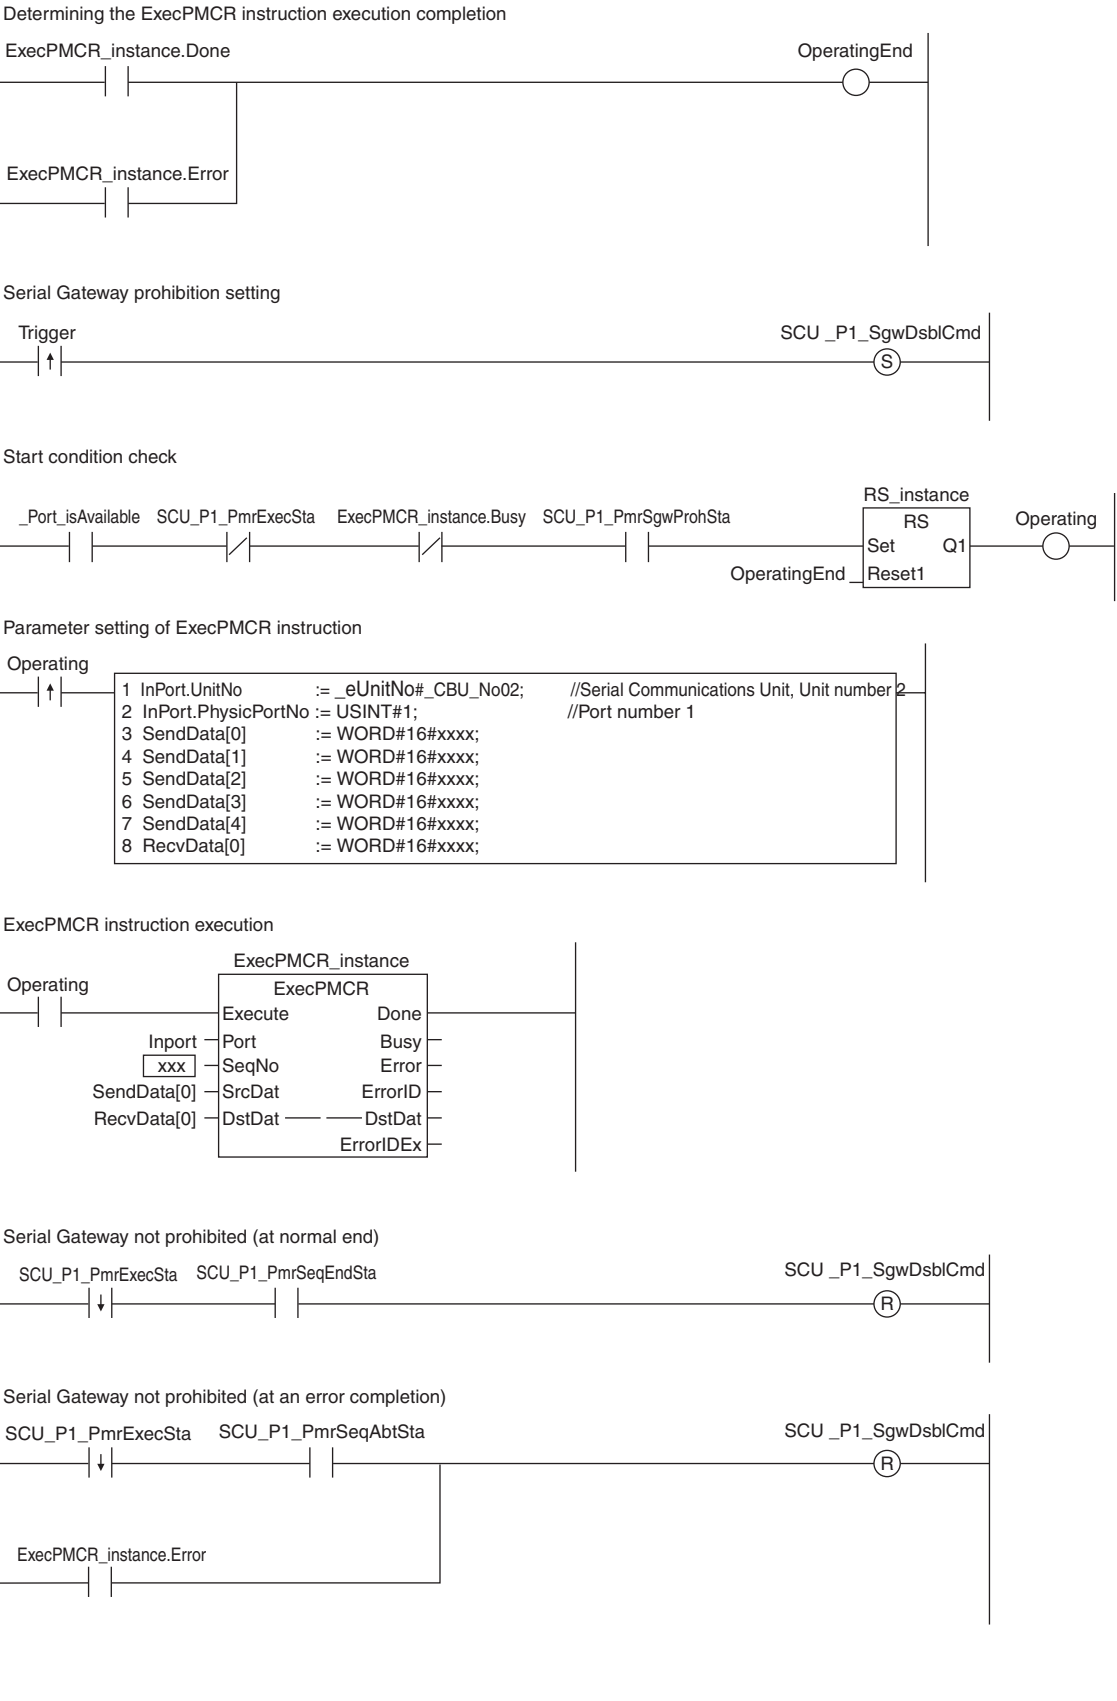 Determining the ExecPMCR instruction execution completion
ExecPMCR_instance.Done
OperatingEnd
ExecPMCR_instance.Error
Serial Gateway prohibition setting
Trigger
SCU _P1_SgwDsblCmd
S
Start condition check
RS_instance
_Port_isAvailable SCU_P1_PmrExecSta ExecPMCR_instance.Busy SCU_P1_PmrSgwProhSta
RS
Operating
Set Q1
OperatingEnd
Reset1
Parameter setting of ExecPMCR instruction
Operating
1 InPort.UnitNo := _eUnitNo#_CBU_No02; //Serial Communications Unit, Unit number 2
2 InPort.PhysicPortNo := USINT#1; //Port number 1
3 SendData[0] := WORD#16#xxxx;
4 SendData[1] := WORD#16#xxxx;
5 SendData[2] := WORD#16#xxxx;
6 SendData[3] := WORD#16#xxxx;
7 SendData[4] := WORD#16#xxxx;
8 RecvData[0] := WORD#16#xxxx;
ExecPMCR instruction execution
ExecPMCR_instance
Operating
ExecPMCR
Execute Done
Inport Port Busy
xxx SeqNo Error
SendData[0] SrcDat ErrorID
RecvData[0] DstDat DstDat
ErrorIDEx
Serial Gateway not prohibited (at normal end)
SCU_P1_PmrExecSta SCU_P1_PmrSeqEndSta
SCU _P1_SgwDsblCmd
R
Serial Gateway not prohibited (at an error completion)
SCU_P1_PmrExecSta SCU_P1_PmrSeqAbtSta
SCU _P1_SgwDsblCmd
R
ExecPMCR_instance.Error